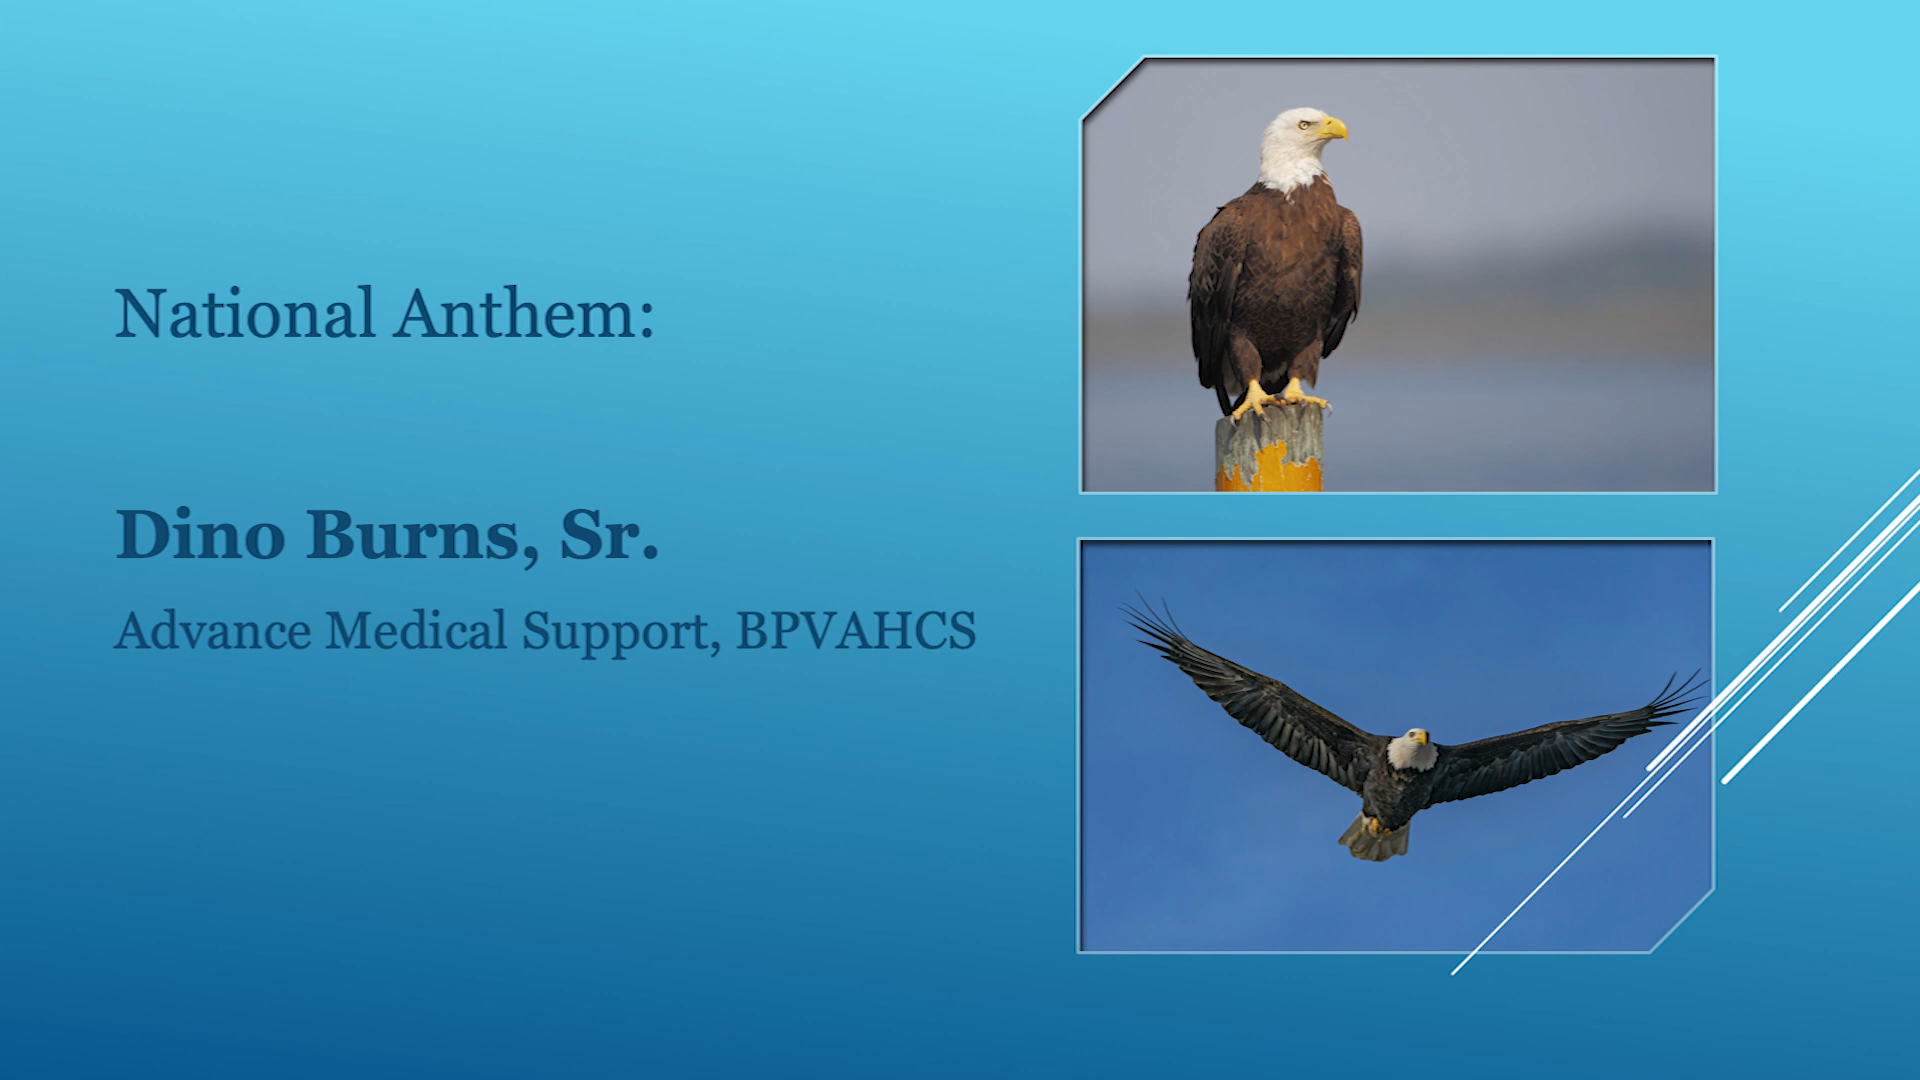 National Anthem:
Dino Burns, Sr.
Advance Medical Support, BPVAHCS